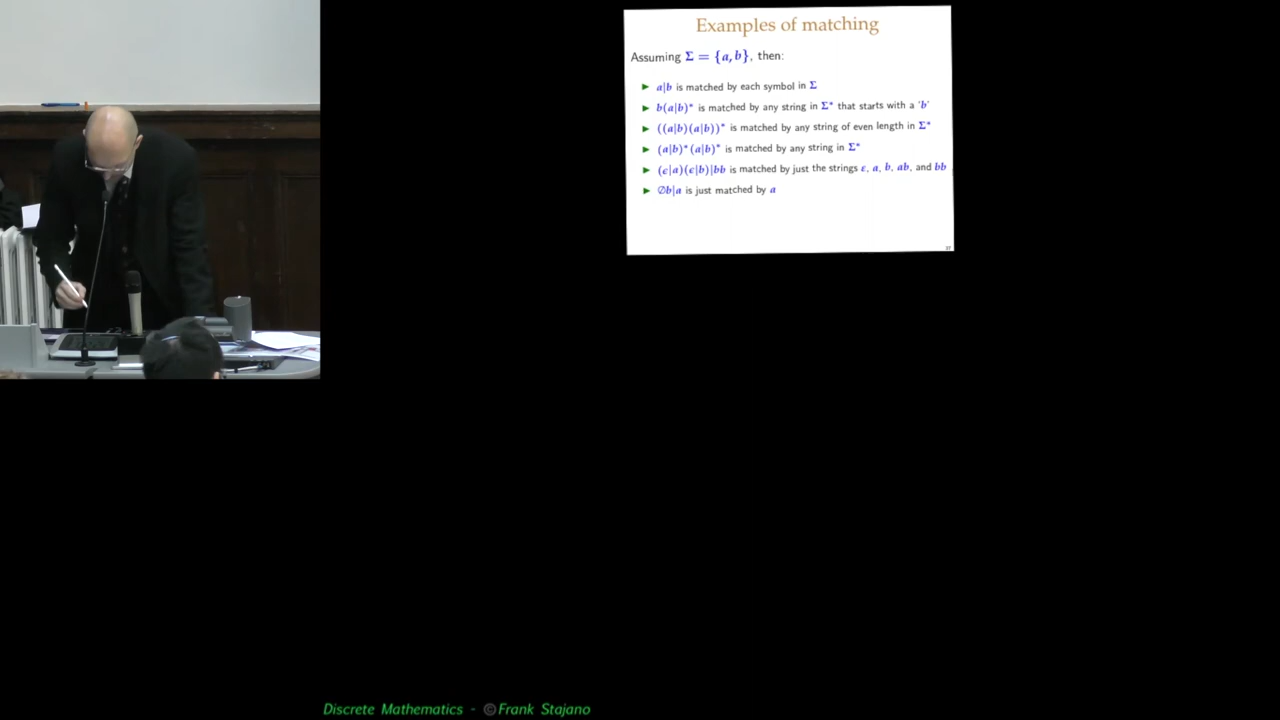 Examples of matching
Assuming Σ = {a, b}, then:
► a|b is matched by each symbol in Σ
► b(a|b)* is matched by any string in Σ* that starts with a 'b'
► ((a|b)(a|b))* is matched by any string of even length in Σ*
► (a|b)*(a|b)* is matched by any string in Σ*
► (ϵ|a)(ϵ|b)|bb is matched by just the strings ε, a, b, ab, and bb
► ∅b|a is just matched by a
37
Discrete Mathematics - ©Frank Stajano